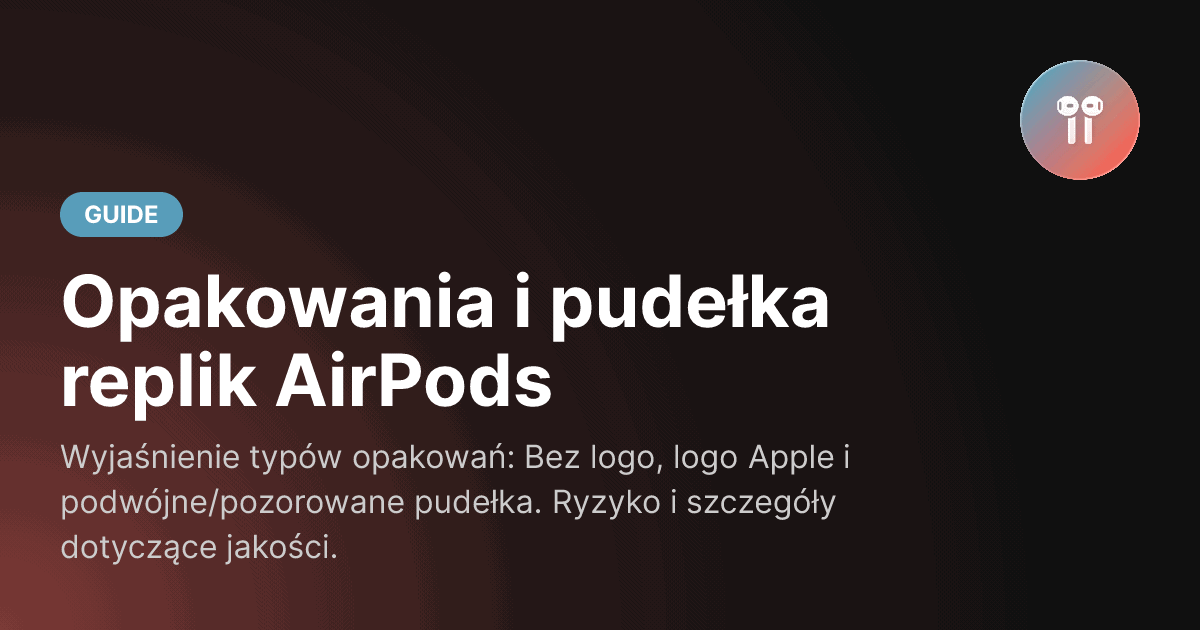 GUIDE
Opakowania i pudełka
replik AirPods
Wyjaśnienie typów opakowań: Bez logo, logo Apple i
podwójne/pozorowane pudełka. Ryzyko i szczegóły
dotyczące jakości.